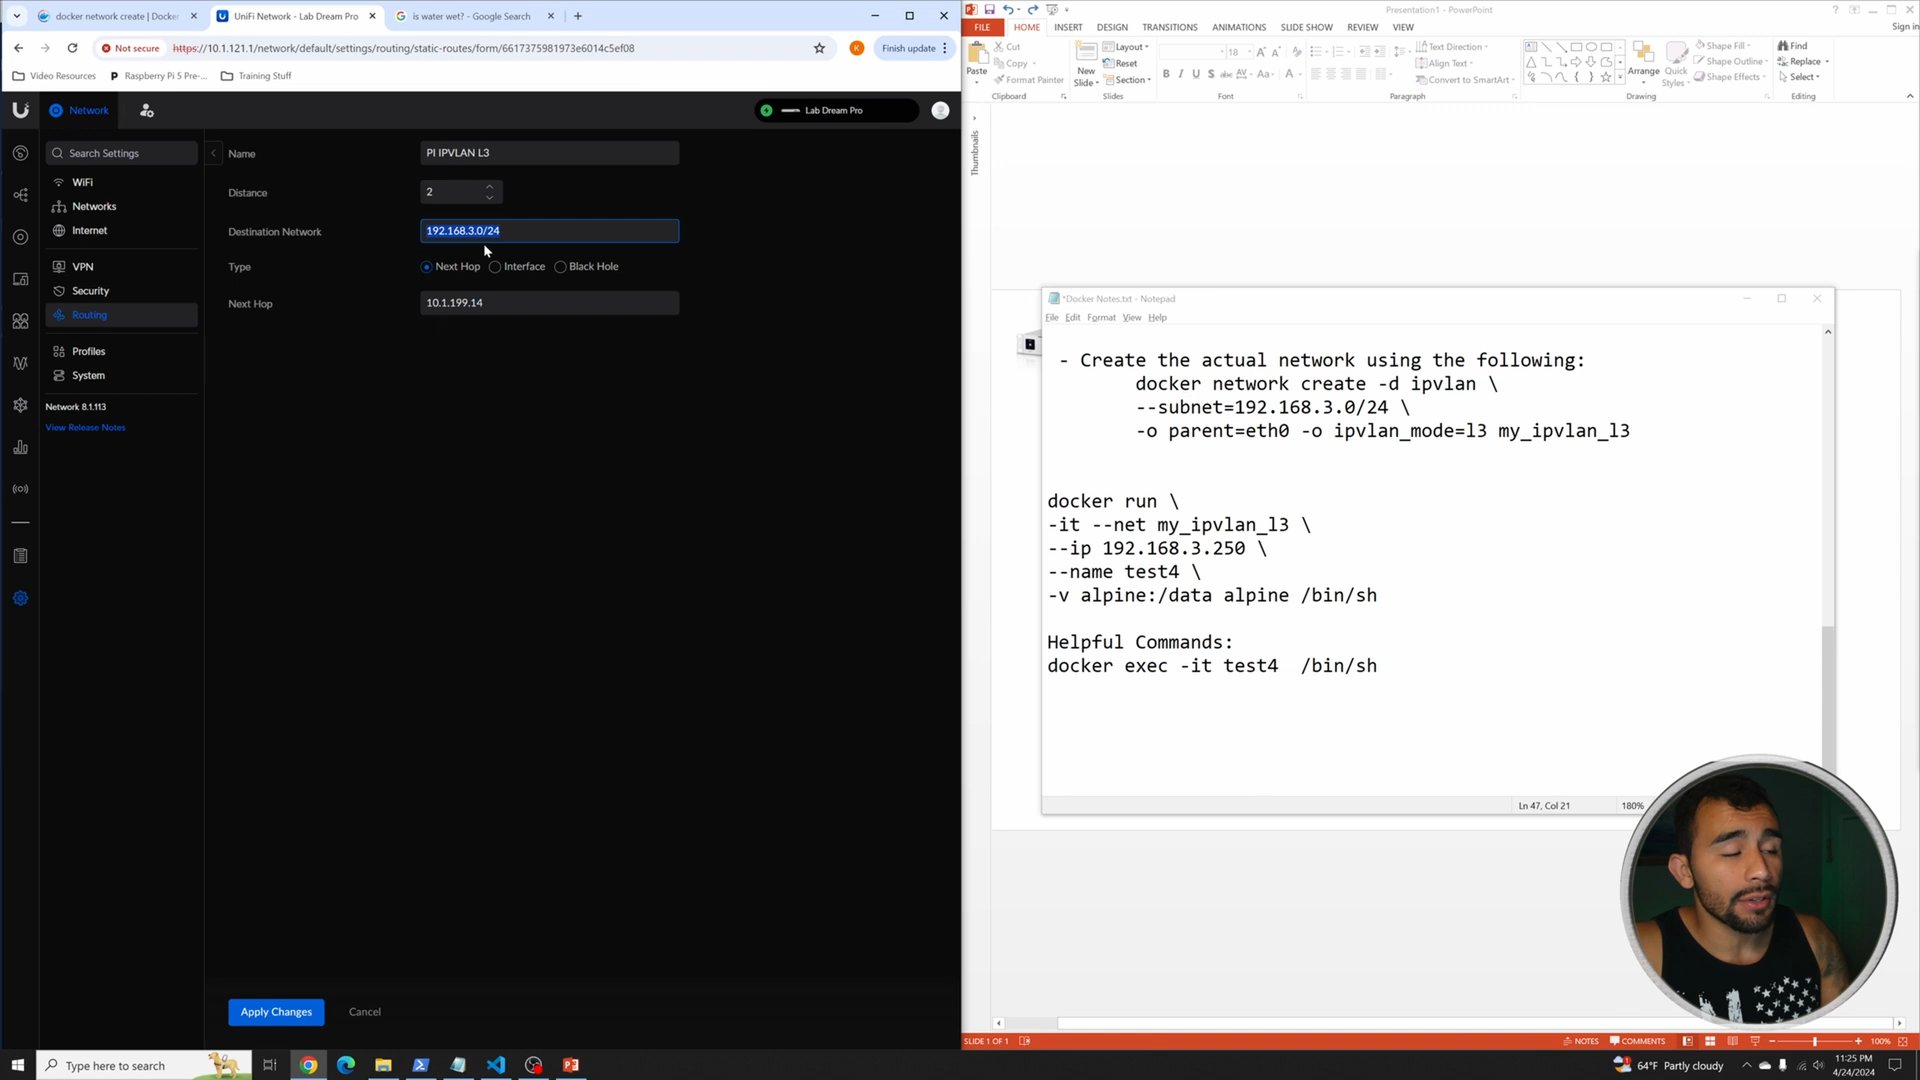 docker network create | Docker
UniFi Network - Lab Dream Pro
is water wet? - Google Search
Not secure
https://10.1.121.1/network/default/settings/routing/static-routes/form/6617375981973e6014c5ef08
K
Finish update
Video Resources
Raspberry Pi 5 Pre-...
Training Stuff
Network
Lab Dream Pro
Search Settings
WiFi
Networks
Internet
VPN
Security
Routing
Profiles
System
Network 8.1.113
View Release Notes
Name
PI IPVLAN L3
Distance
2
Destination Network
192.168.3.0/24
Type
Next Hop
Interface
Black Hole
Next Hop
10.1.199.14
Apply Changes
Cancel
Presentation1 - PowerPoint
FILE
HOME
INSERT
DESIGN
TRANSITIONS
ANIMATIONS
SLIDE SHOW
REVIEW
VIEW
Sign in
Paste
Cut
Copy
Format Painter
Clipboard
New
Slide
Layout
Reset
Section
Slides
18
B I U S abc AV Aa A
Font
Text Direction
Align Text
Convert to SmartArt
Paragraph
Arrange
Quick
Styles
Shape Fill
Shape Outline
Shape Effects
Drawing
Find
Replace
Select
Editing
Thumbnails
*Docker Notes.txt - Notepad
File Edit Format View Help
- Create the actual network using the following:
docker network create -d ipvlan \
--subnet=192.168.3.0/24 \
-o parent=eth0 -o ipvlan_mode=l3 my_ipvlan_l3
docker run \
-it --net my_ipvlan_l3 \
--ip 192.168.3.250 \
--name test4 \
-v alpine:/data alpine /bin/sh
Helpful Commands:
docker exec -it test4  /bin/sh
Ln 47, Col 21
180%
SLIDE 1 OF 1
NOTES
COMMENTS
100%
Type here to search
64°F Partly cloudy
11:25 PM
4/24/2024